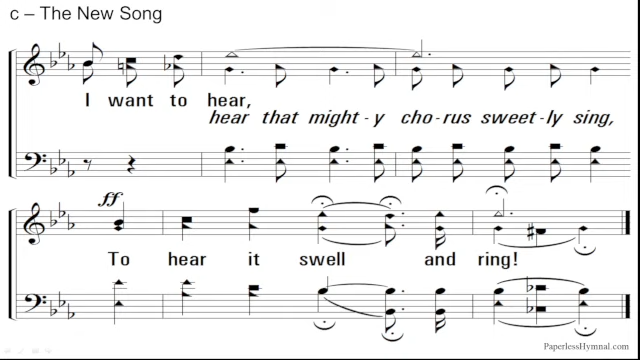 c – The New Song
I want to hear,
hear that might - y cho - rus sweet - ly sing,
ff
To hear it swell and ring!
PaperlessHymnal.com